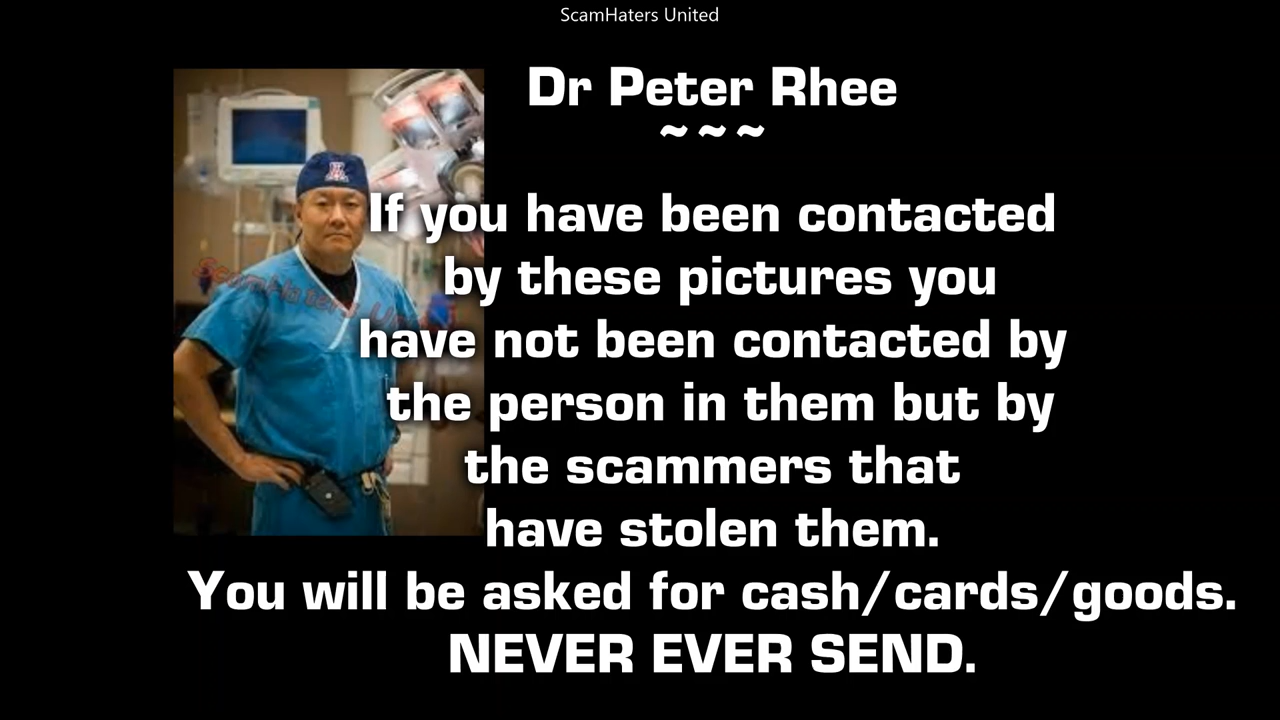 ScamHaters United
Dr Peter Rhee
~ ~ ~
If you have been contacted
by these pictures you
have not been contacted by
the person in them but by
the scammers that
have stolen them.
You will be asked for cash/cards/goods.
NEVER EVER SEND.
A
ScamHaters Un